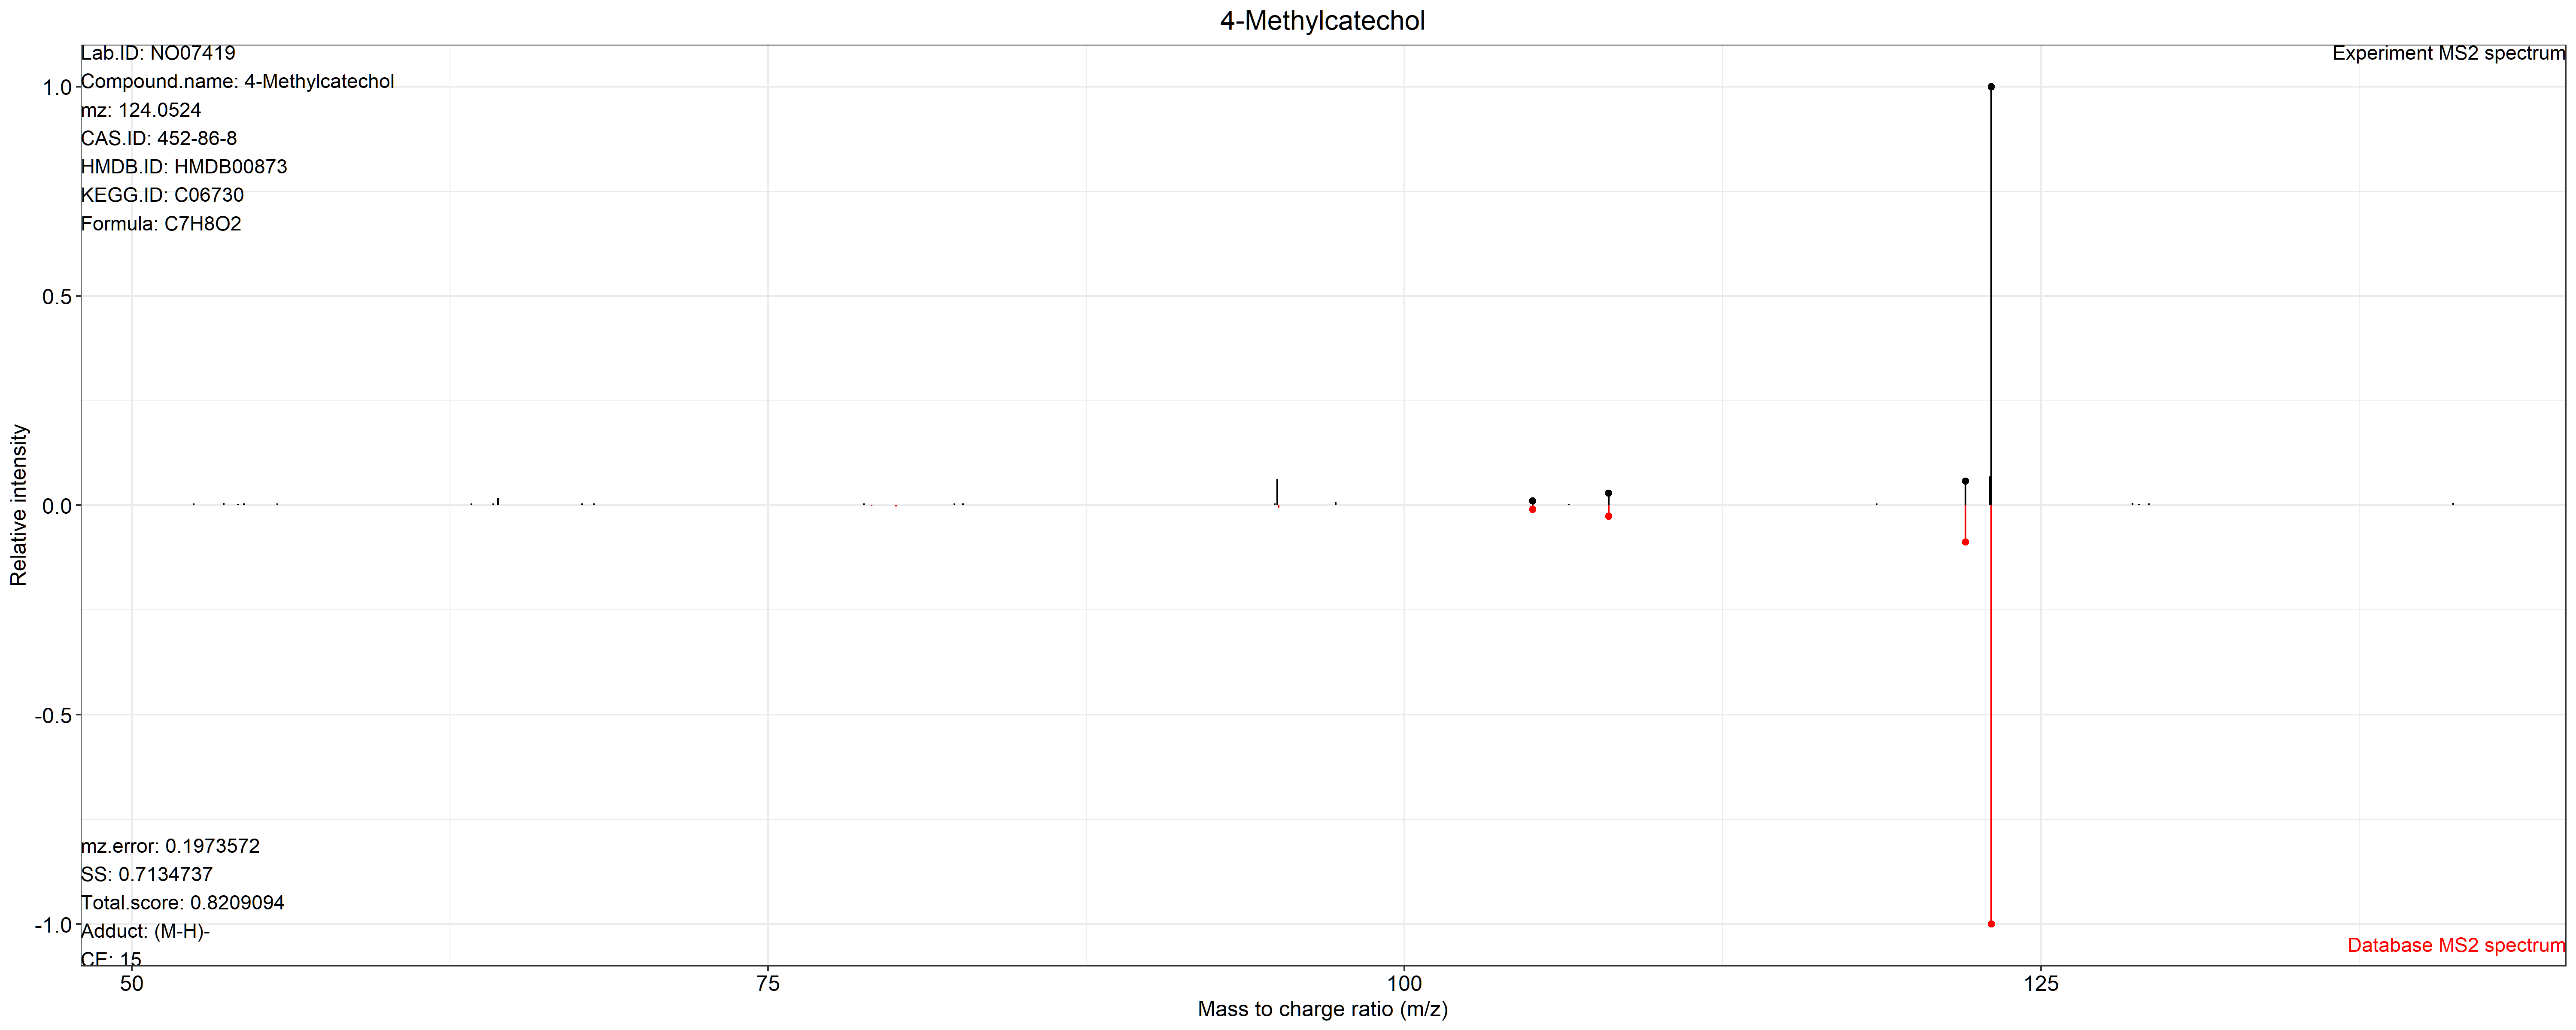 4-Methylcatechol
Lab.ID: NO07419
Experiment MS2 spectrum
Compound.name: 4-Methylcatechol
mz: 124.0524
CAS.ID: 452-86-8
HMDB.ID: HMDB00873
KEGG.ID: C06730
Formula: C7H8O2
1.0
0.5
0.0
-0.5
-1.0
Relative intensity
mz.error: 0.1973572
SS: 0.7134737
Total.score: 0.8209094
Adduct: (M-H)-
CE: 15
Database MS2 spectrum
50
75
100
125
Mass to charge ratio (m/z)